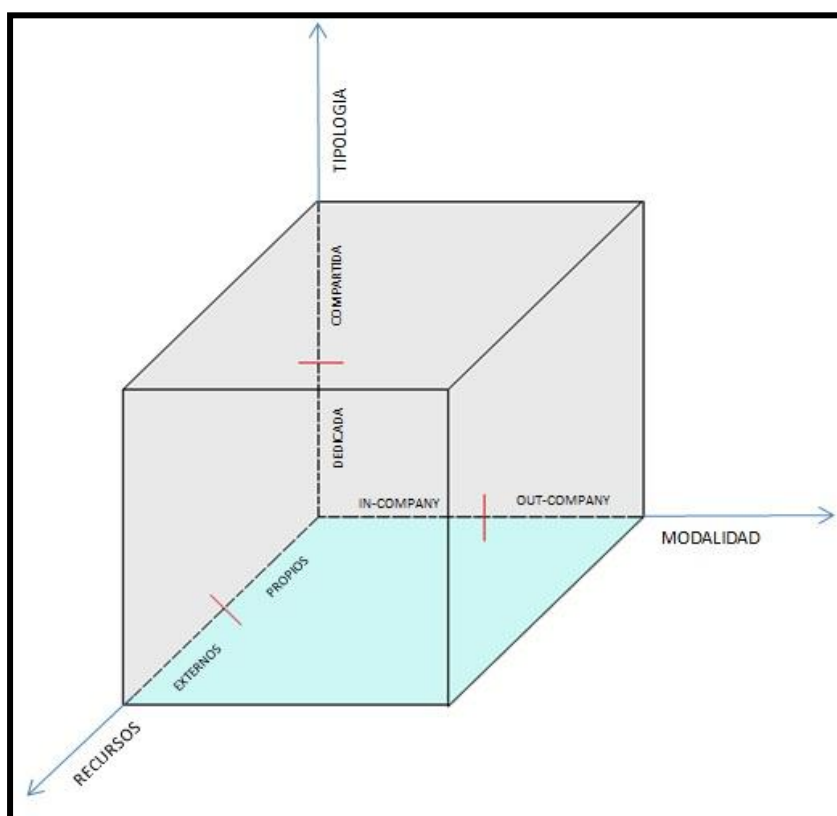 TIPOLOGIA
COMPARTIDA
DEDICADA
IN-COMPANY
OUT-COMPANY
MODALIDAD
PROPIOS
EXTERNOS
RECURSOS